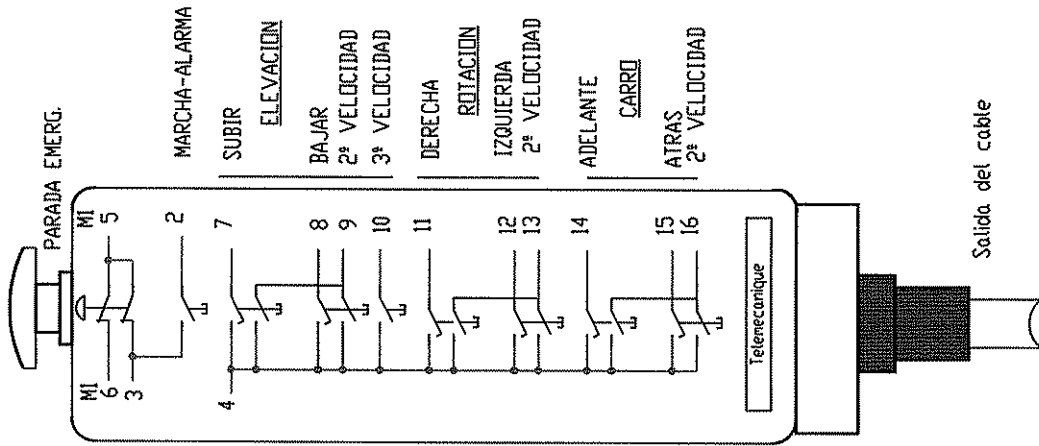 PARADA EMERG.
MI
6
MI
5
3
MARCHA-ALARMA
2
4
SUBIR
7
ELEVACION
BAJAR
8
2ª VELOCIDAD
9
3ª VELOCIDAD
10
DERECHA
11
ROTACION
IZQUIERDA
12
2ª VELOCIDAD
13
ADELANTE
14
CARRO
ATRAS
15
2ª VELOCIDAD
16
Telemecanique
Salida del cable